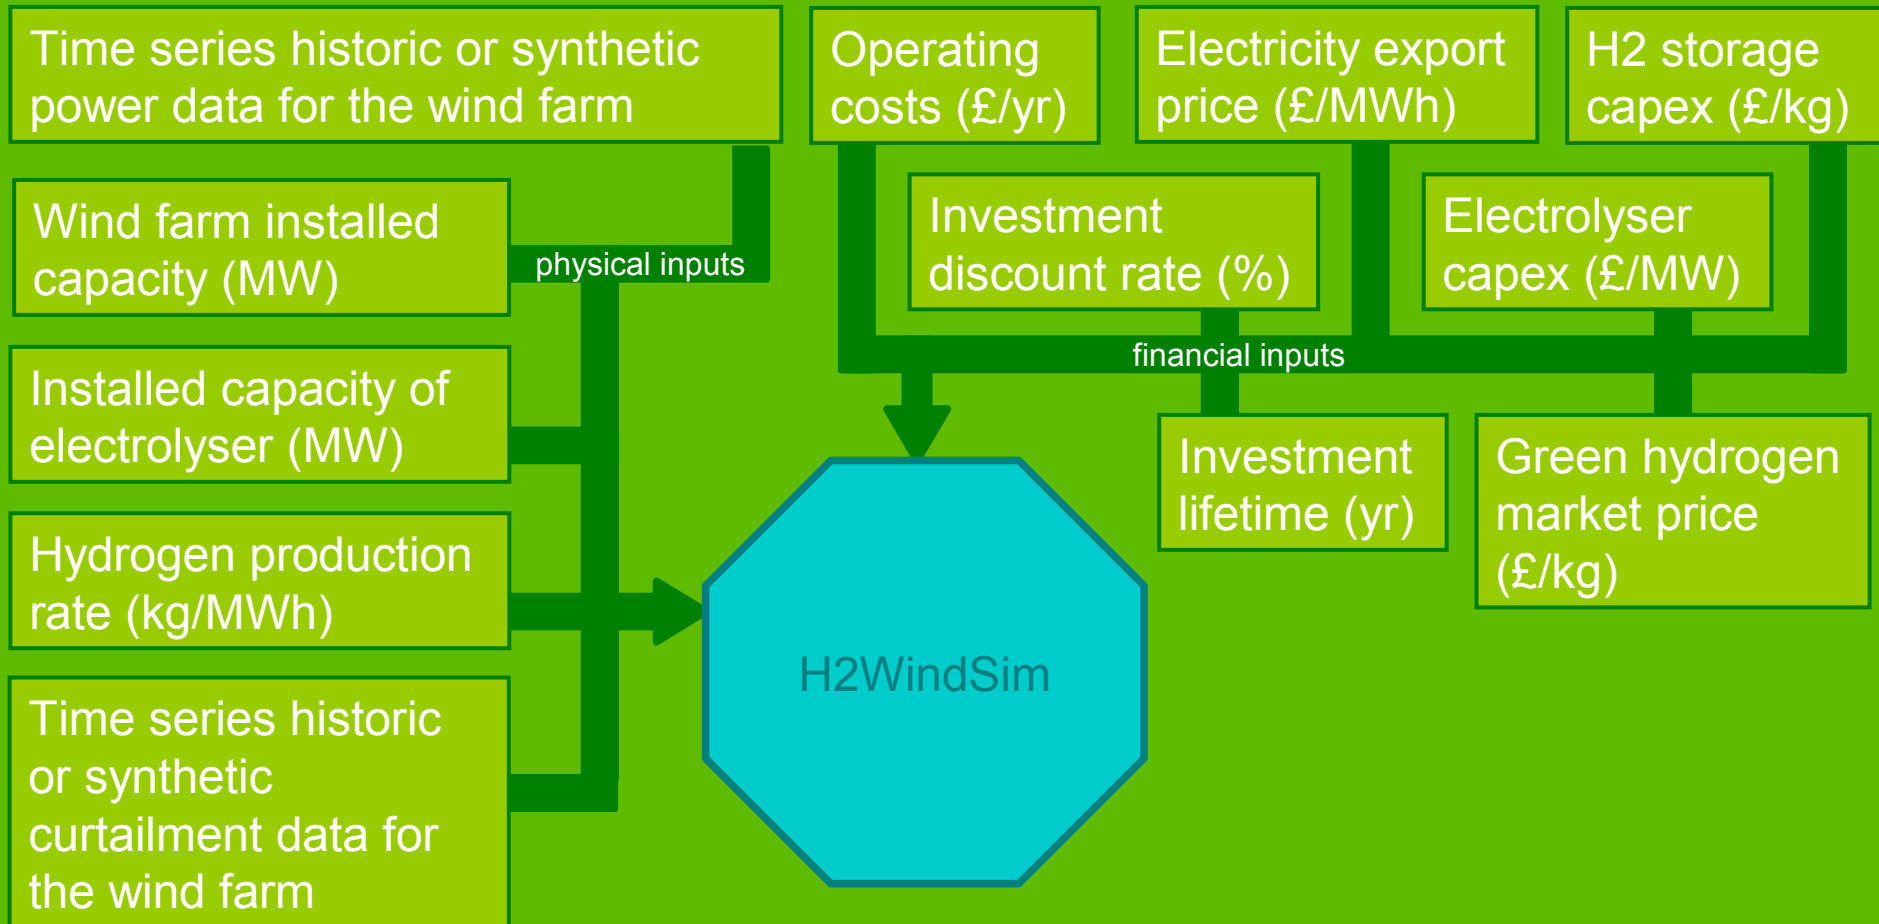 Time series historic or synthetic
power data for the wind farm
Operating
costs (£/yr)
Electricity export
price (£/MWh)
H2 storage
capex (£/kg)
Wind farm installed
capacity (MW)
physical inputs
Investment
discount rate (%)
Electrolyser
capex (£/MW)
financial inputs
Installed capacity of
electrolyser (MW)
Investment
lifetime (yr)
Green hydrogen
market price
(£/kg)
Hydrogen production
rate (kg/MWh)
H2WindSim
Time series historic
or synthetic
curtailment data for
the wind farm